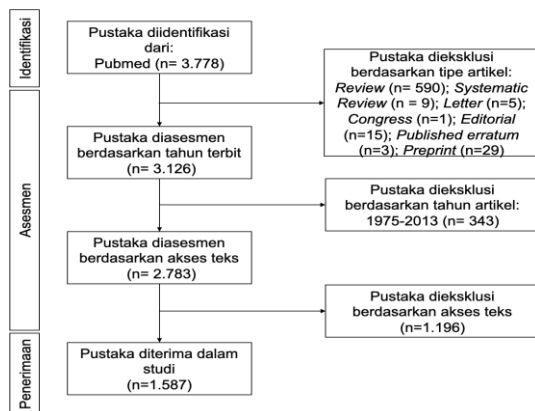 Identifikasi
Pustaka diidentifikasi
dari:
Pubmed (n= 3.778)
Pustaka dieksklusi
berdasarkan tipe artikel:
Review (n= 590); Systematic
Review (n = 9); Letter (n=5);
Congress (n=1); Editorial
(n=15); Published erratum
(n=3); Preprint (n=29)
Asesmen
Pustaka diasesmen
berdasarkan tahun terbit
(n= 3.126)
Pustaka dieksklusi
berdasarkan tahun artikel:
1975-2013 (n= 343)
Pustaka diasesmen
berdasarkan akses teks
(n= 2.783)
Pustaka dieksklusi
berdasarkan akses teks
(n=1.196)
Penerimaan
Pustaka diterima dalam
studi
(n=1.587)